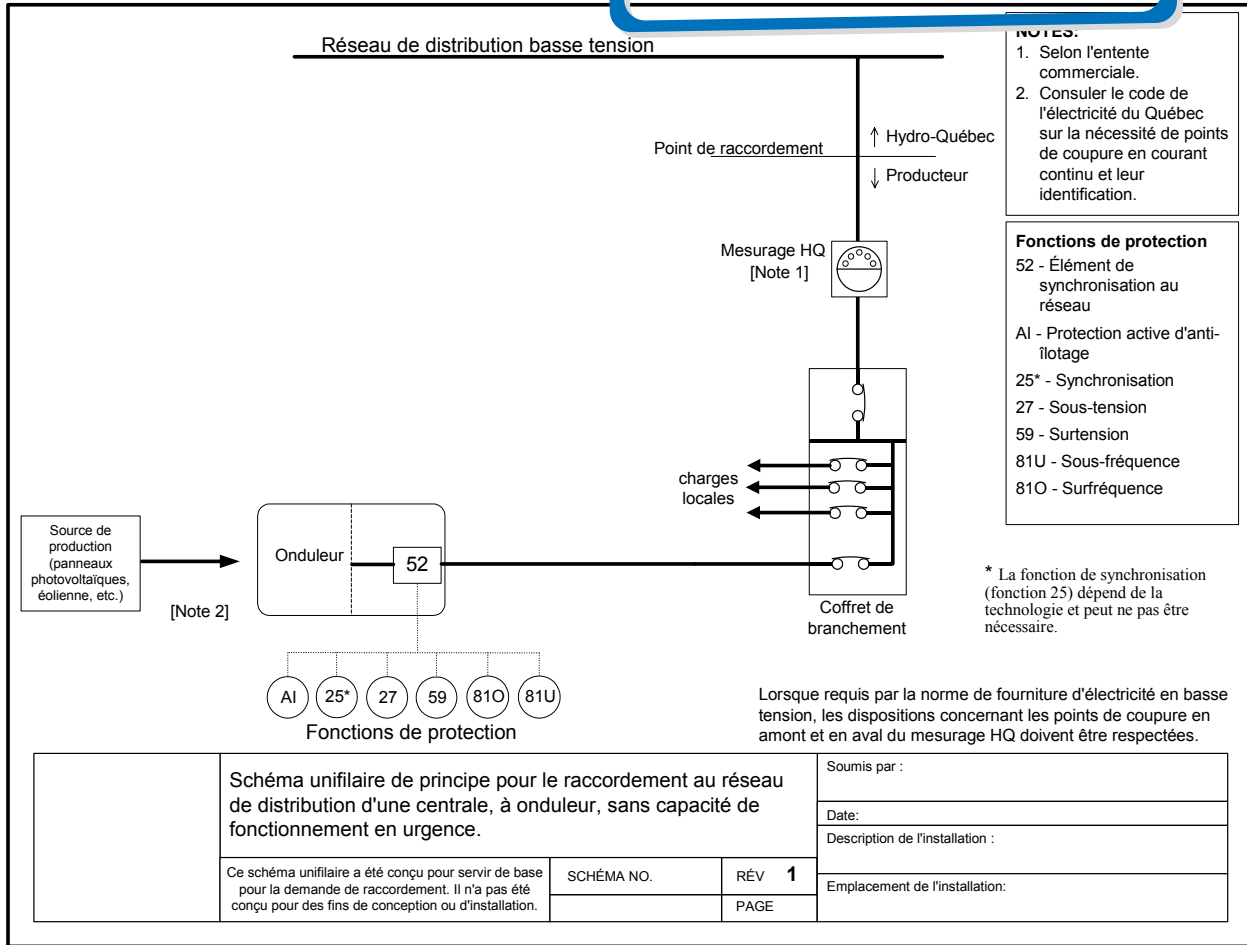 Réseau de distribution basse tension
NOTES:
1. Selon l'entente
commerciale.
2. Consuler le code de
l'électricité du Québec
sur la nécessité de points
de coupure en courant
continu et leur
identification.
Point de raccordement
↑ Hydro-Québec
↓ Producteur
Mesurage HQ
[Note 1]
Fonctions de protection
52 - Élément de
synchronisation au
réseau
AI - Protection active d'anti-
îlotage
25* - Synchronisation
27 - Sous-tension
59 - Surtension
81U - Sous-fréquence
81O - Surfréquence
charges
locales
Source de
production
(panneaux
photovoltaïques,
éolienne, etc.)
[Note 2]
Onduleur
52
Coffret de
branchement
* La fonction de synchronisation
(fonction 25) dépend de la
technologie et peut ne pas être
nécessaire.
AI 25* 27 59 81O 81U
Fonctions de protection
Lorsque requis par la norme de fourniture d'électricité en basse
tension, les dispositions concernant les points de coupure en
amont et en aval du mesurage HQ doivent être respectées.
Schéma unifilaire de principe pour le raccordement au réseau
de distribution d'une centrale, à onduleur, sans capacité de
fonctionnement en urgence.
Ce schéma unifilaire a été conçu pour servir de base
pour la demande de raccordement. Il n'a pas été
conçu pour des fins de conception ou d'installation.
SCHÉMA NO.
RÉV 1
PAGE
Soumis par :
Date:
Description de l'installation :
Emplacement de l'installation: